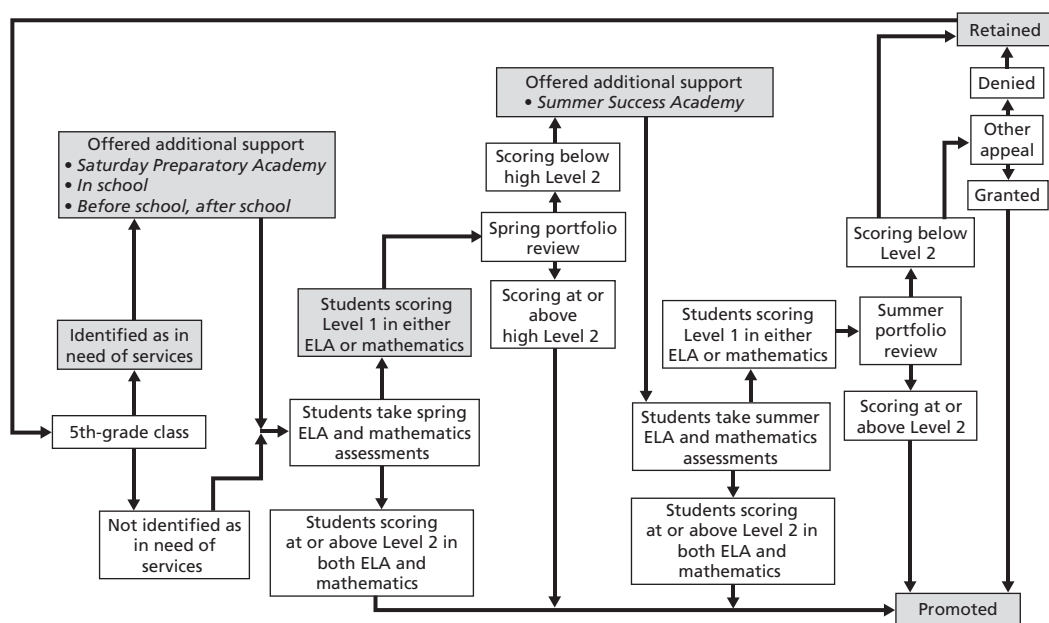 Retained
Denied
Other
appeal
Granted
Offered additional support
• Summer Success Academy
Scoring below
high Level 2
Spring portfolio
review
Scoring at or
above
high Level 2
Offered additional support
• Saturday Preparatory Academy
• In school
• Before school, after school
Identified as in
need of services
5th-grade class
Not identified as
in need of
services
Students scoring
Level 1 in either
ELA or mathematics
Students take spring
ELA and mathematics
assessments
Students scoring
at or above Level 2 in
both ELA and
mathematics
Students scoring
Level 1 in either
ELA or mathematics
Students take summer
ELA and mathematics
assessments
Students scoring
at or above Level 2 in
both ELA and
mathematics
Scoring below
Level 2
Summer
portfolio
review
Scoring at or
above Level 2
Promoted